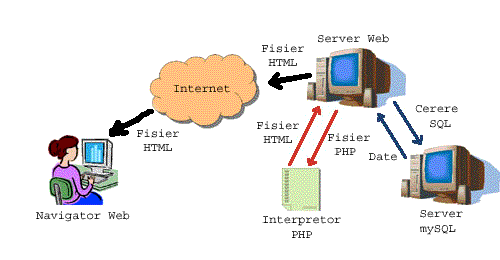 Server Web
Fisier
HTML
Internet
Cerere
SQL
Fisier
HTML
Fisier
HTML
Fisier
PHP
Date
Navigator Web
Interpretor
PHP
Server
mySQL